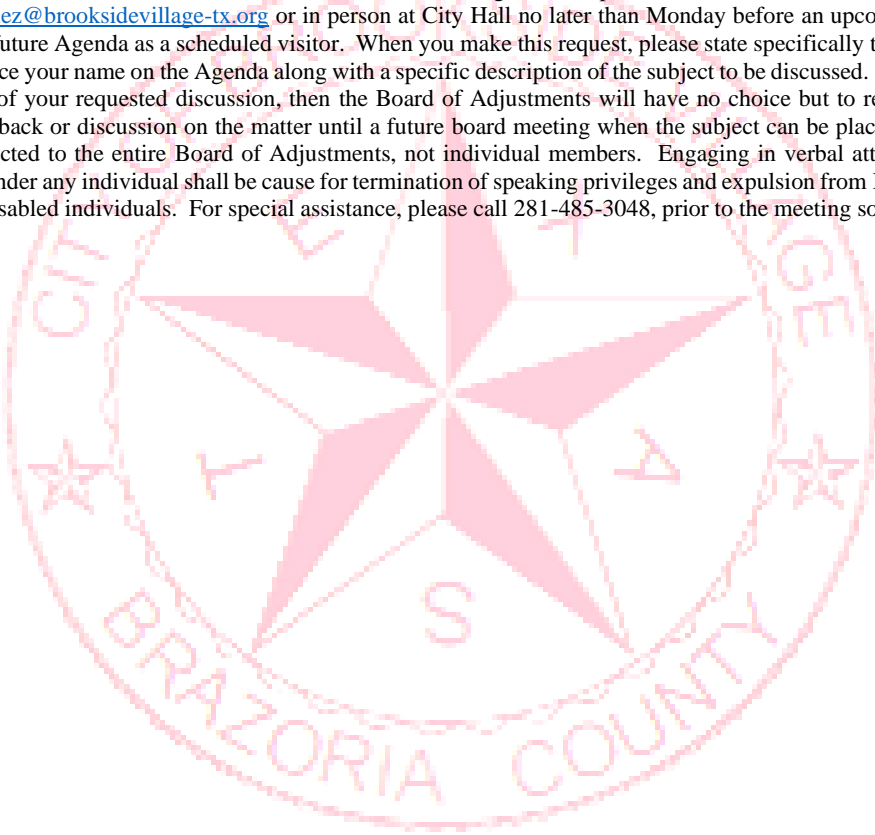 ez@brooksidevillage-tx.org or in person at City Hall no later than Monday before an upco
future Agenda as a scheduled visitor. When you make this request, please state specifically t
ce your name on the Agenda along with a specific description of the subject to be discussed.
of your requested discussion, then the Board of Adjustments will have no choice but to re
back or discussion on the matter until a future board meeting when the subject can be plac
cted to the entire Board of Adjustments, not individual members. Engaging in verbal att
nder any individual shall be cause for termination of speaking privileges and expulsion from
sabled individuals. For special assistance, please call 281-485-3048, prior to the meeting so
CITY OF BROOKSIDE VILLAGE
TEXAS
BRAZORIA COUNTY